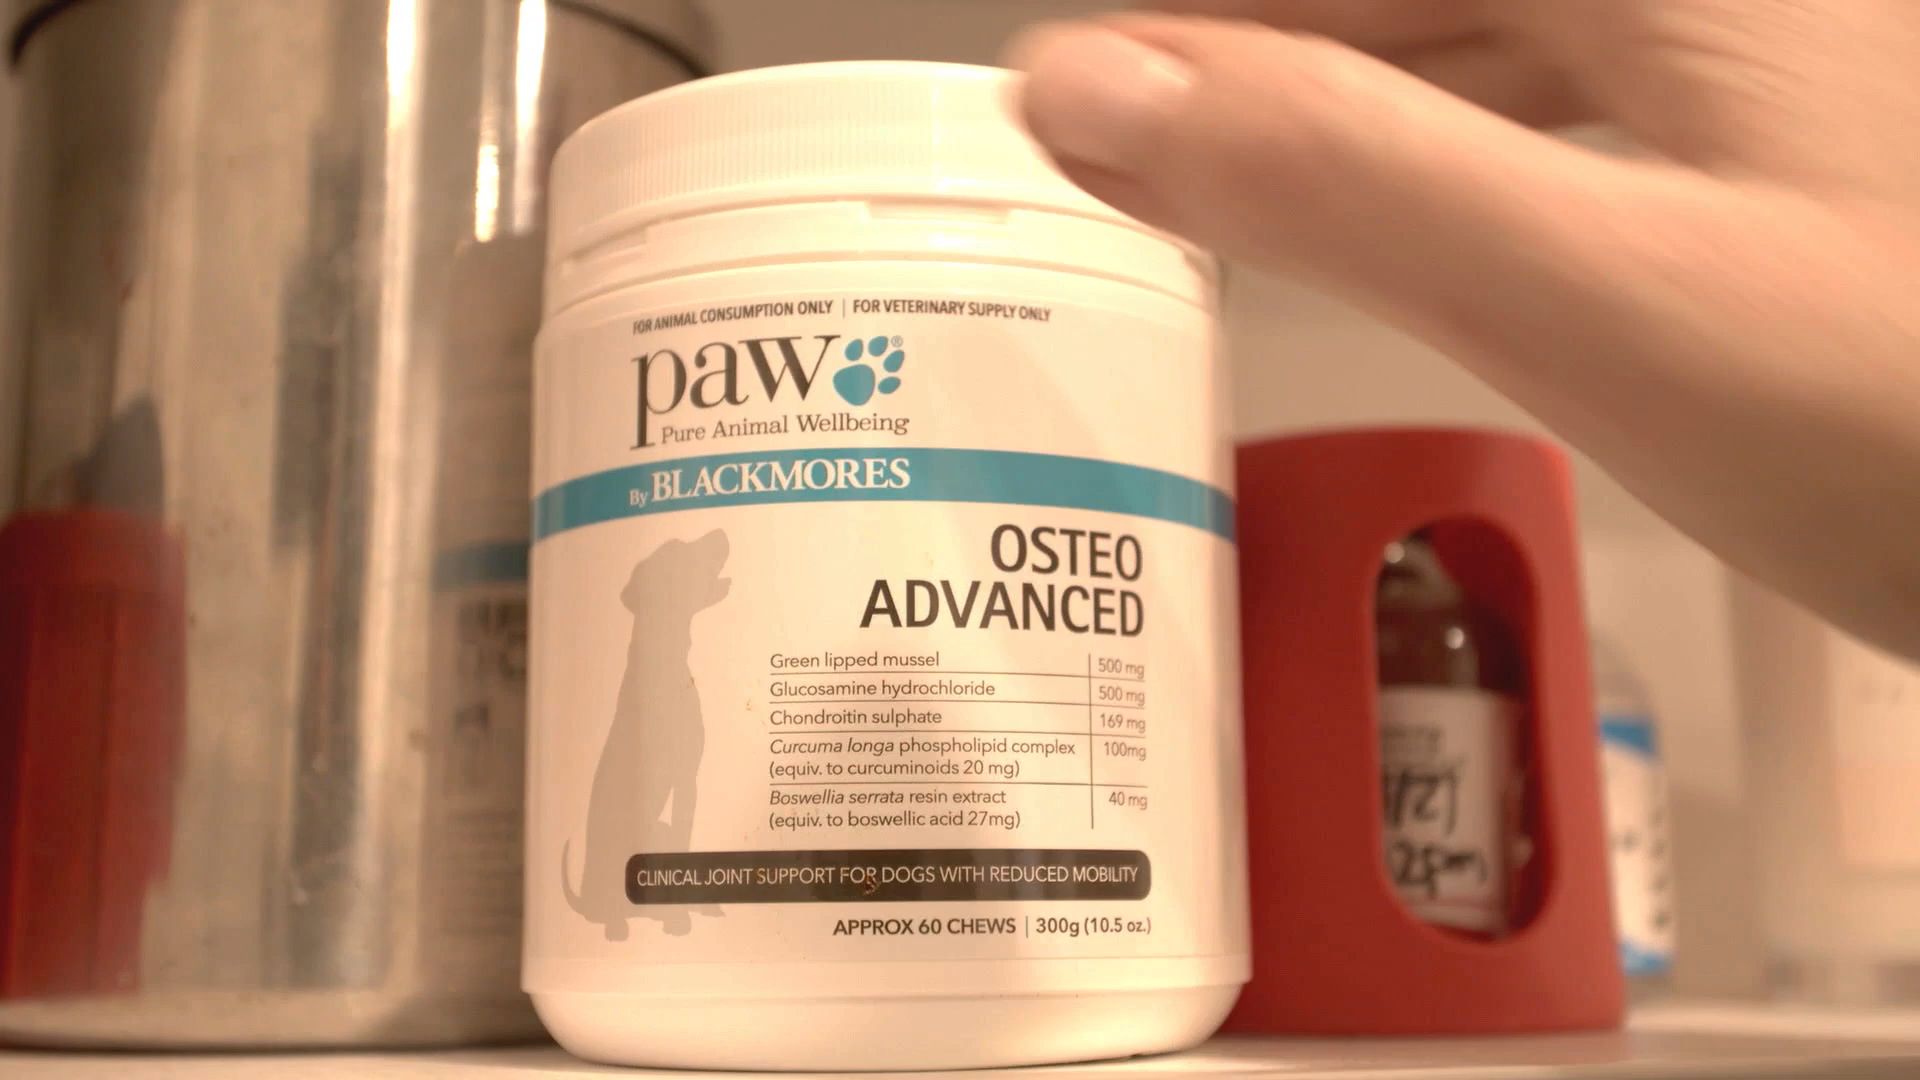 FOR ANIMAL CONSUMPTION ONLY | FOR VETERINARY SUPPLY ONLY
paw®
Pure Animal Wellbeing
By BLACKMORES
OSTEO
ADVANCED
Green lipped mussel 500 mg
Glucosamine hydrochloride 500 mg
Chondroitin sulphate 169 mg
Curcuma longa phospholipid complex 100mg
(equiv. to curcuminoids 20 mg)
Boswellia serrata resin extract 40 mg
(equiv. to boswellic acid 27mg)
CLINICAL JOINT SUPPORT FOR DOGS WITH REDUCED MOBILITY
APPROX 60 CHEWS | 300g (10.5 oz.)